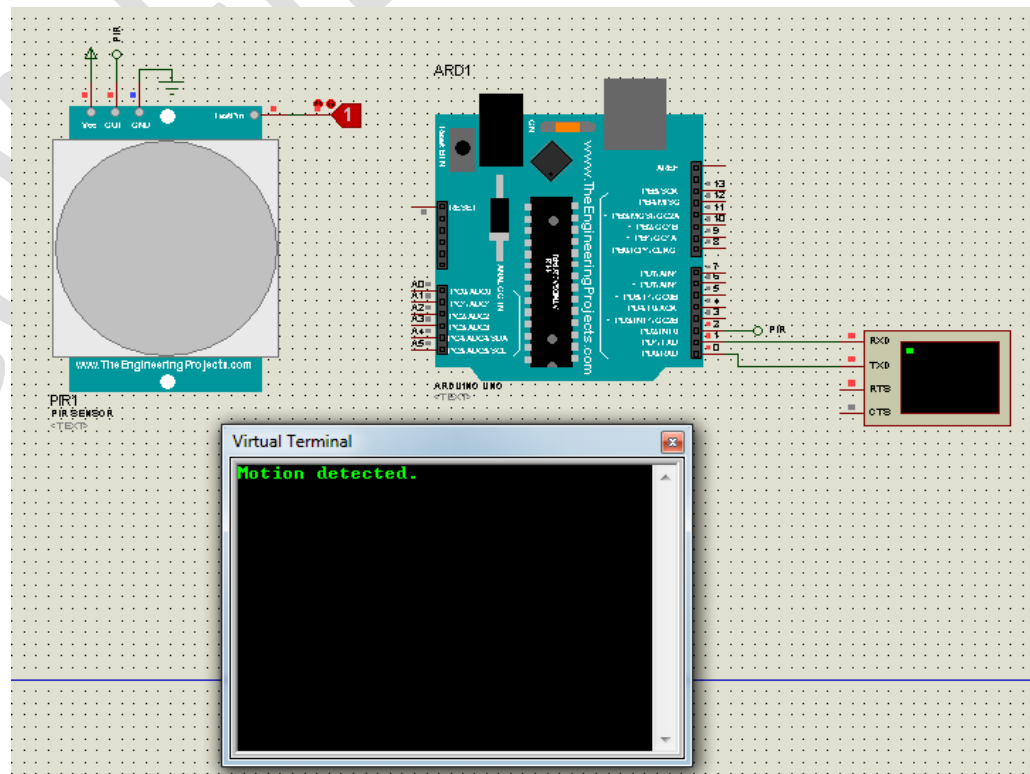 PIR
Vcc OUT GND
TestPin
1
www.TheEngineeringProjects.com
PIR1
PIR SENSOR
<TEXT>
ARD1
Reset BTN
RESET
ANALOG IN
A0
A1
A2
A3
A4
A5
www.TheEngineeringProjects.com
ARDUINO UNO
<TEXT>
AREF
13
12
11
10
9
8
7
6
5
4
3
2
1
0
PIR
RXD
TXD
RTS
CTS
Virtual Terminal
Motion detected.